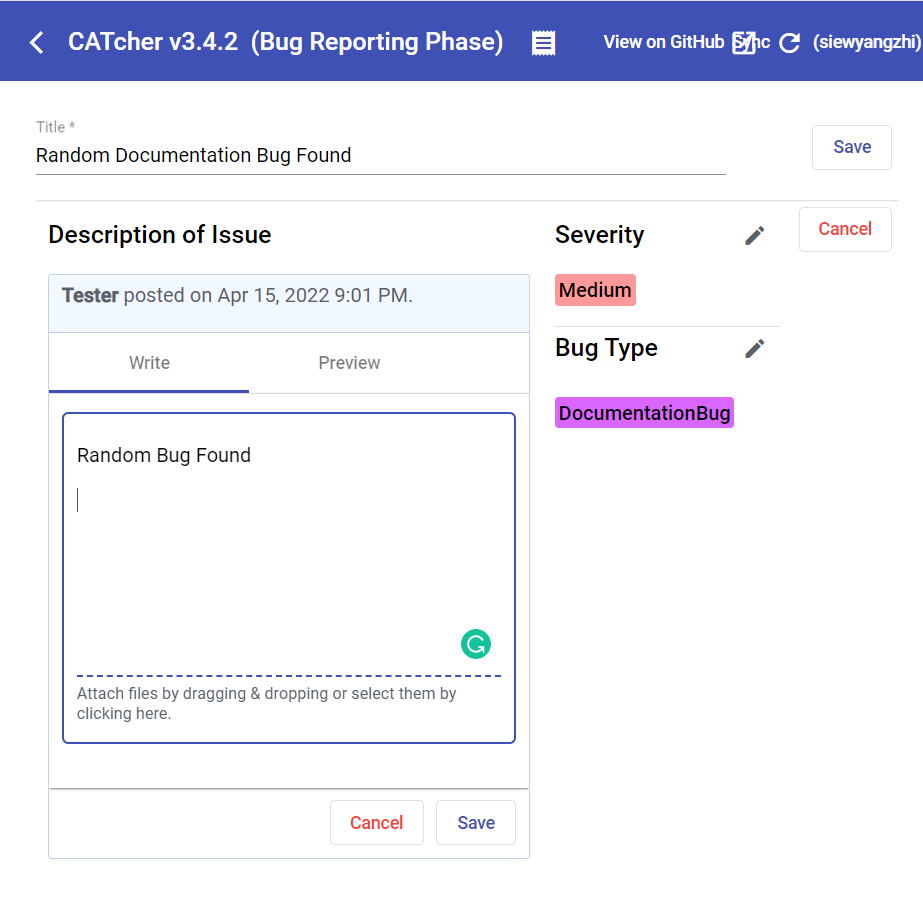 CATcher v3.4.2 (Bug Reporting Phase) View on GitHub Sync (siewyangzhi)
Title *
Random Documentation Bug Found
Save
Description of Issue
Severity
Cancel
Tester posted on Apr 15, 2022 9:01 PM.
Medium
Bug Type
Write Preview
DocumentationBug
Random Bug Found
Attach files by dragging & dropping or select them by
clicking here.
Cancel Save